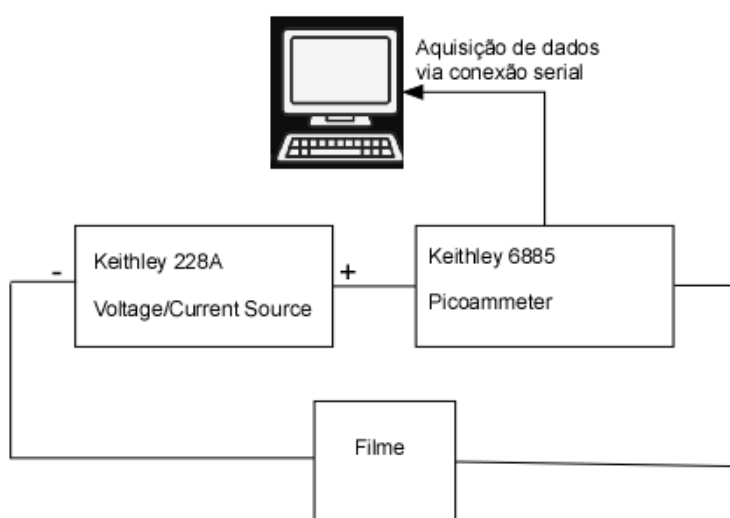 Aquisição de dados
via conexão serial
Keithley 228A
Voltage/Current Source
-
+
Keithley 6885
Picoammeter
Filme